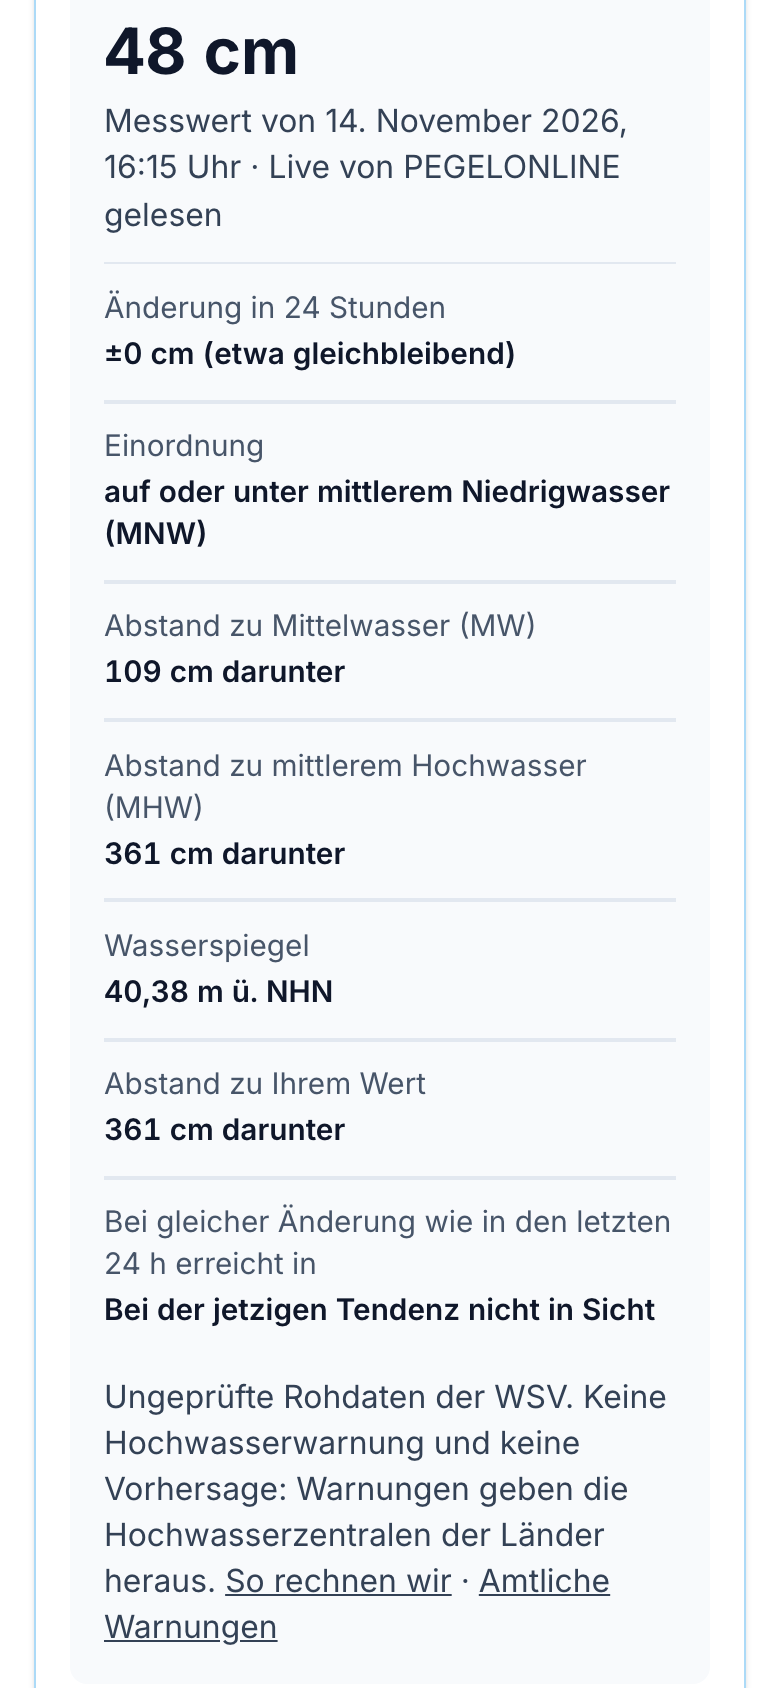 48 cm
Messwert von 14. November 2026,
16:15 Uhr · Live von PEGELONLINE
gelesen
Änderung in 24 Stunden
±0 cm (etwa gleichbleibend)
Einordnung
auf oder unter mittlerem Niedrigwasser
(MNW)
Abstand zu Mittelwasser (MW)
109 cm darunter
Abstand zu mittlerem Hochwasser
(MHW)
361 cm darunter
Wasserspiegel
40,38 m ü. NHN
Abstand zu Ihrem Wert
361 cm darunter
Bei gleicher Änderung wie in den letzten
24 h erreicht in
Bei der jetzigen Tendenz nicht in Sicht
Ungeprüfte Rohdaten der WSV. Keine
Hochwasserwarnung und keine
Vorhersage: Warnungen geben die
Hochwasserzentralen der Länder
heraus. So rechnen wir · Amtliche
Warnungen